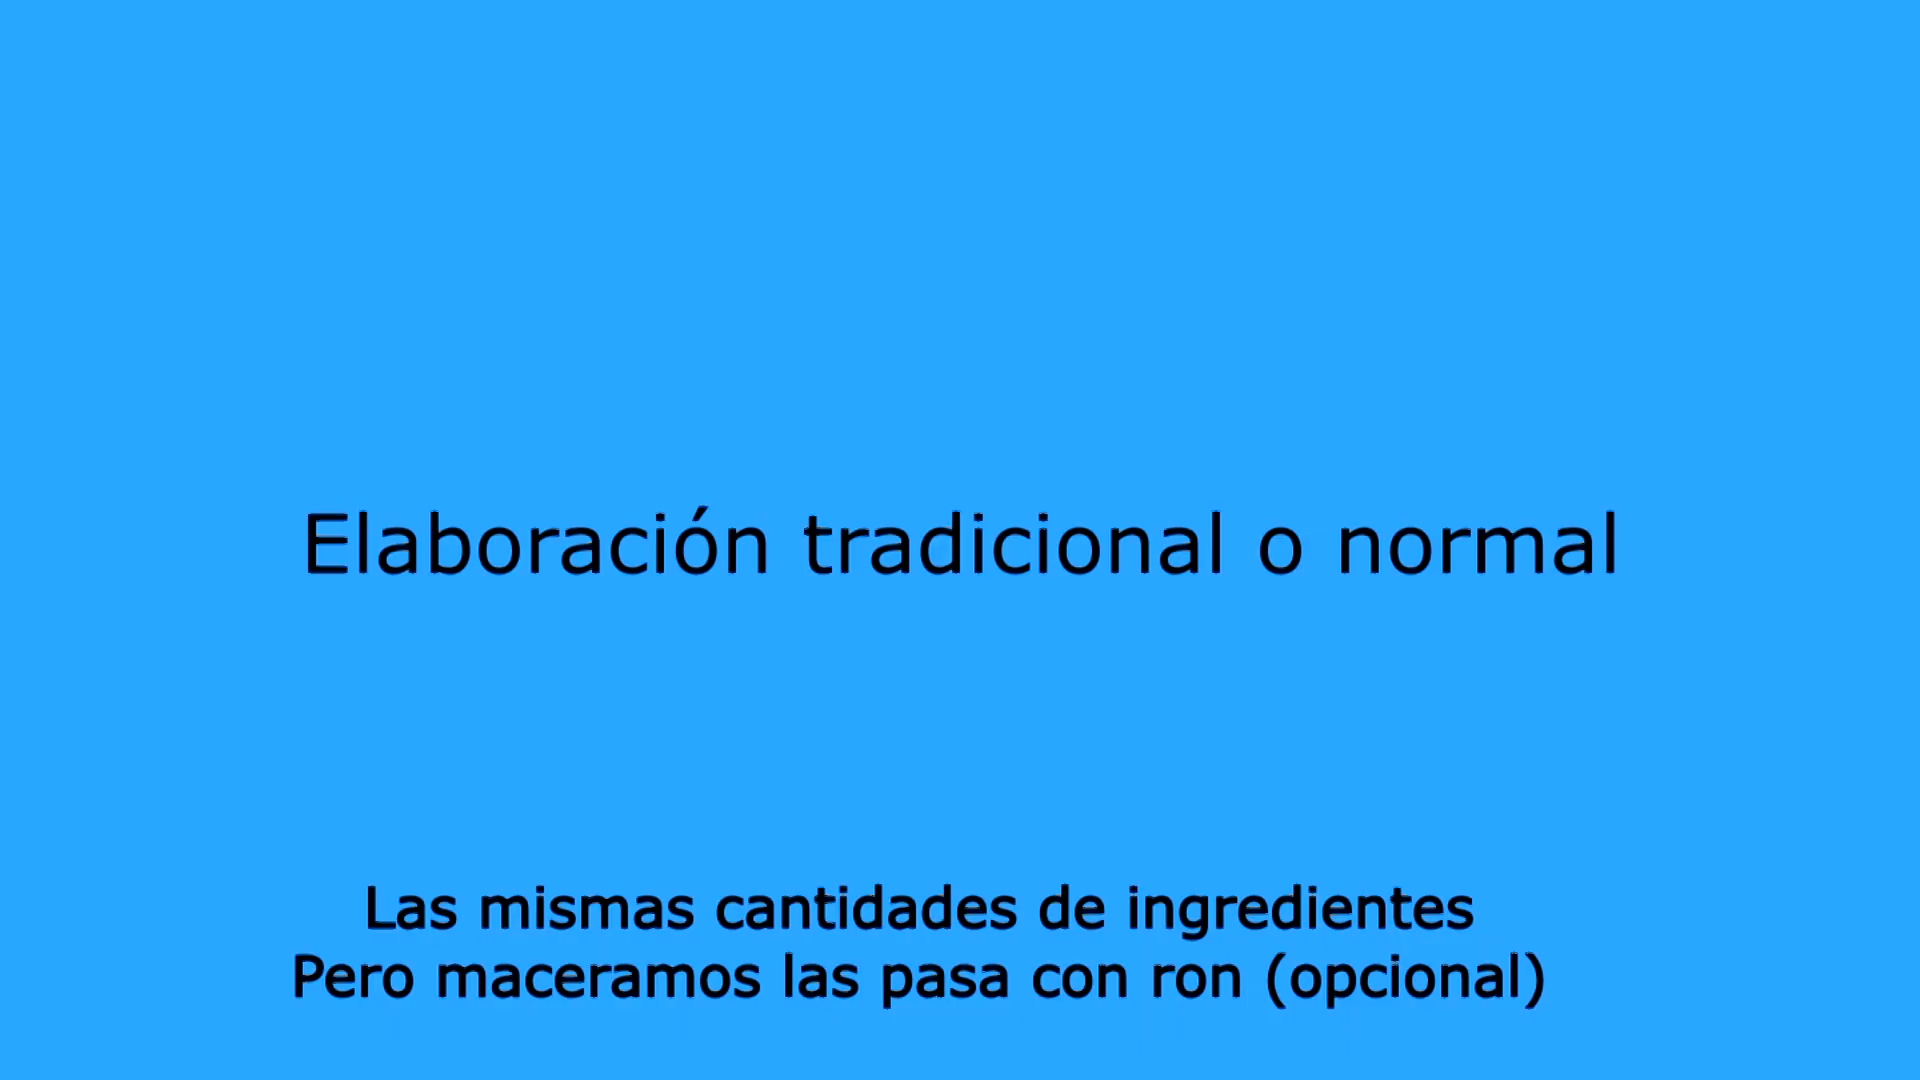 Elaboración tradicional o normal
Las mismas cantidades de ingredientes
Pero maceramos las pasa con ron (opcional)